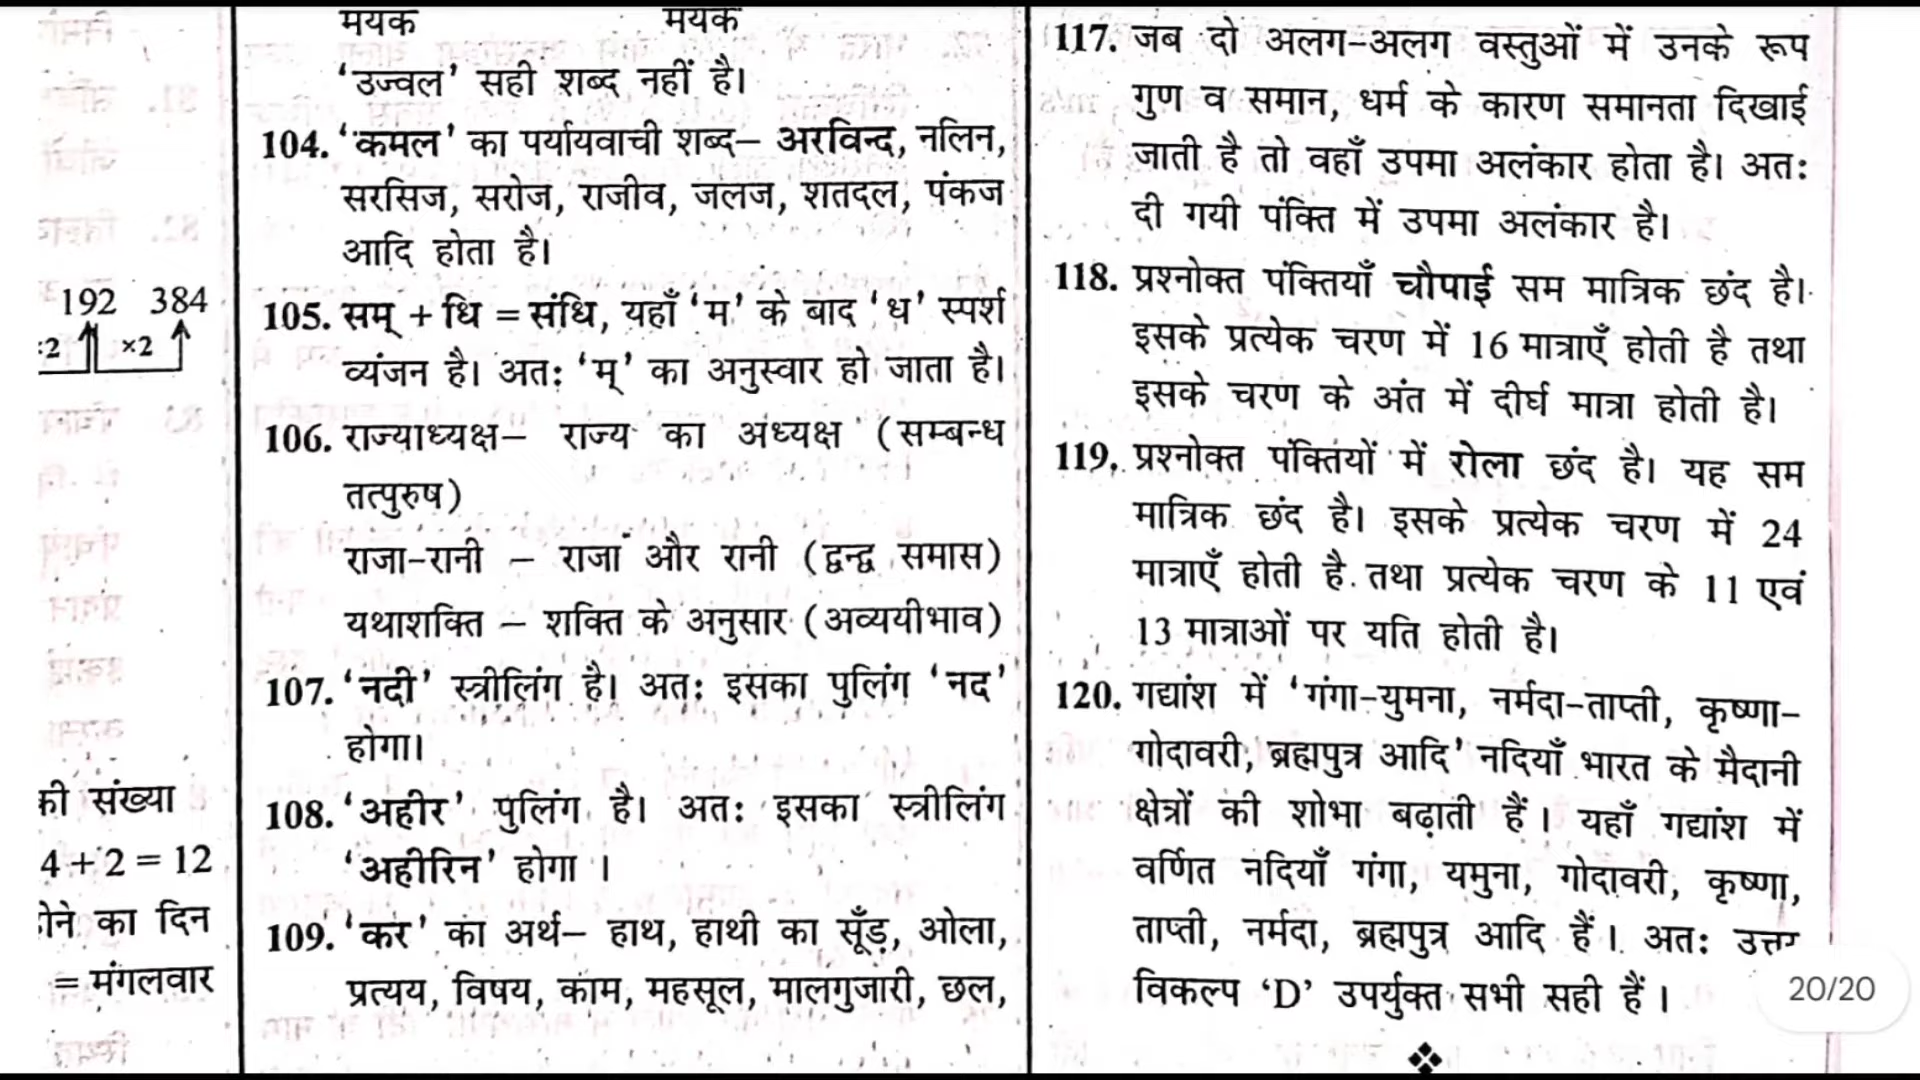 192 384
×2
की संख्या
4 + 2 = 12
होने का दिन
= मंगलवार
मयंक मयंक
‘उज्वल’ सही शब्द नहीं है।
104. ‘कमल’ का पर्यायवाची शब्द– अरविन्द, नलिन,
सरसिज, सरोज, राजीव, जलज, शतदल, पंकज
आदि होता है।
105. सम् + धि = संधि, यहाँ ‘म’ के बाद ‘ध’ स्पर्श
व्यंजन है। अतः ‘म्’ का अनुस्वार हो जाता है।
106. राज्याध्यक्ष– राज्य का अध्यक्ष (सम्बन्ध
तत्पुरुष)
राजा-रानी – राजा और रानी (द्वन्द्व समास)
यथाशक्ति – शक्ति के अनुसार (अव्ययीभाव)
107. ‘नदी’ स्त्रीलिंग है। अतः इसका पुलिंग ‘नद’
होगा।
108. ‘अहीर’ पुलिंग है। अतः इसका स्त्रीलिंग
‘अहीरिन’ होगा ।
109. ‘कर’ का अर्थ– हाथ, हाथी का सूँड़, ओला,
प्रत्यय, विषय, काम, महसूल, मालगुजारी, छल,
117. जब दो अलग-अलग वस्तुओं में उनके रूप
गुण व समान, धर्म के कारण समानता दिखाई
जाती है तो वहाँ उपमा अलंकार होता है। अतः
दी गयी पंक्ति में उपमा अलंकार है।
118. प्रश्नोक्त पंक्तियाँ चौपाई सम मात्रिक छंद है।
इसके प्रत्येक चरण में 16 मात्राएँ होती है तथा
इसके चरण के अंत में दीर्घ मात्रा होती है।
119. प्रश्नोक्त पंक्तियों में रोला छंद है। यह सम
मात्रिक छंद है। इसके प्रत्येक चरण में 24
मात्राएँ होती है तथा प्रत्येक चरण के 11 एवं
13 मात्राओं पर यति होती है।
120. गद्यांश में ‘गंगा-युमना, नर्मदा-ताप्ती, कृष्णा-
गोदावरी, ब्रह्मपुत्र आदि’ नदियाँ भारत के मैदानी
क्षेत्रों की शोभा बढ़ाती हैं । यहाँ गद्यांश में
वर्णित नदियाँ गंगा, यमुना, गोदावरी, कृष्णा,
ताप्ती, नर्मदा, ब्रह्मपुत्र आदि हैं । अतः उत्तर
विकल्प ‘D’ उपर्युक्त सभी सही हैं ।
20/20